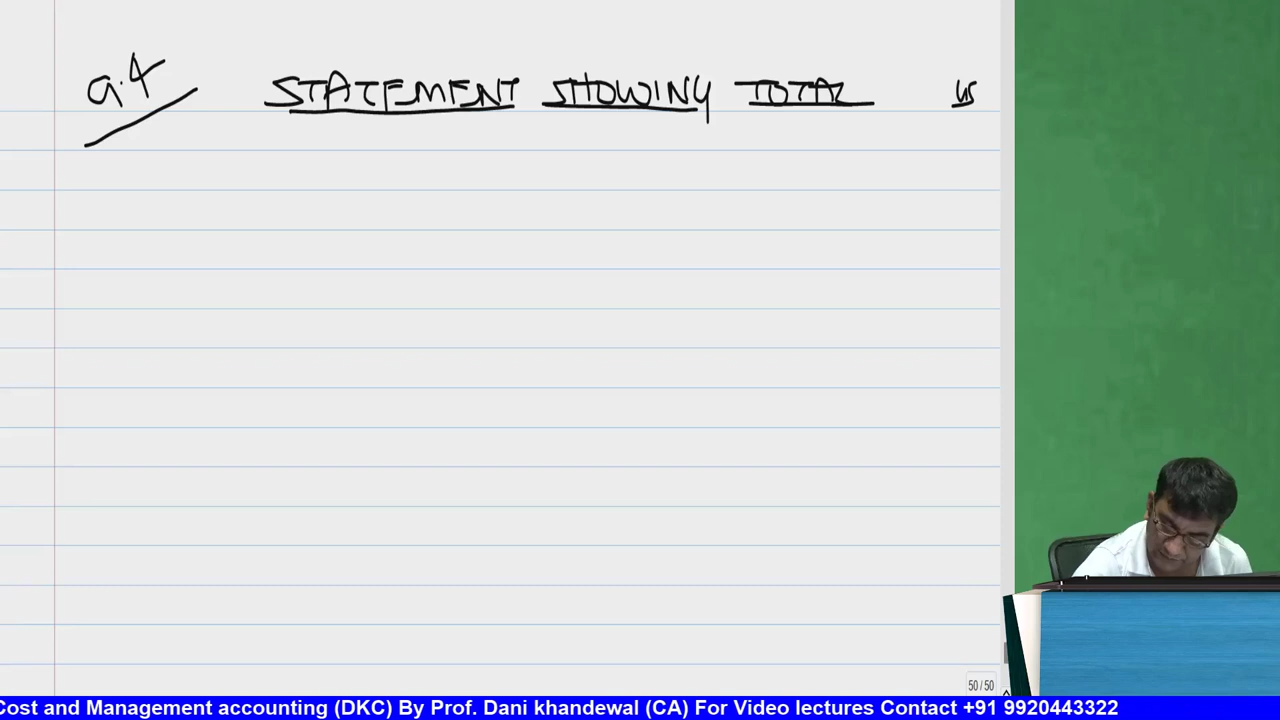 Q.4 STATEMENT SHOWING TOTAL
50/50
Cost and Management accounting (DKC) By Prof. Dani khandewal (CA) For Video lectures Contact +91 9920443322